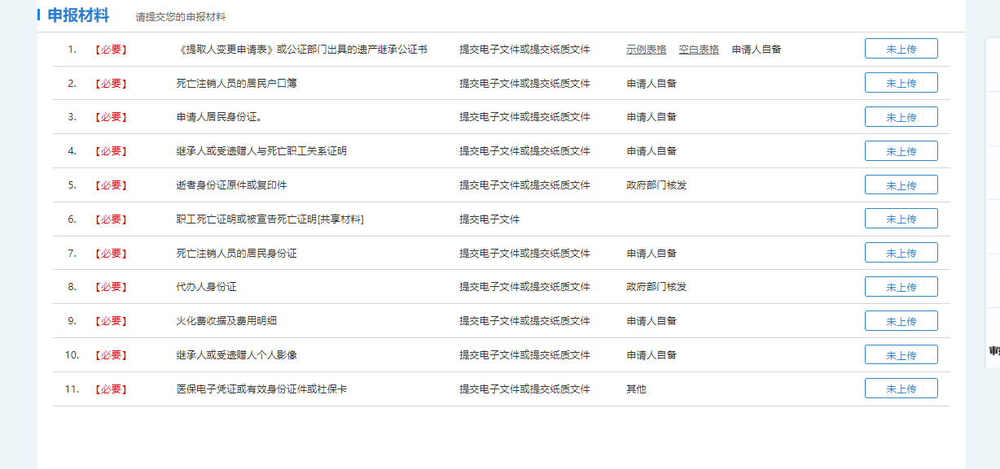 申报材料 请提交您的申报材料
1. 【必要】 《提取人变更申请表》或公证部门出具的遗产继承公证书 提交电子文件或提交纸质文件 示例表格 空白表格 申请人自备 未上传
2. 【必要】 死亡注销人员的居民户口簿 提交电子文件或提交纸质文件 申请人自备 未上传
3. 【必要】 申请人居民身份证。 提交电子文件或提交纸质文件 申请人自备 未上传
4. 【必要】 继承人或受遗赠人与死亡职工关系证明 提交电子文件或提交纸质文件 申请人自备 未上传
5. 【必要】 逝者身份证原件或复印件 提交电子文件或提交纸质文件 政府部门核发 未上传
6. 【必要】 职工死亡证明或被宣告死亡证明[共享材料] 提交电子文件 未上传
7. 【必要】 死亡注销人员的居民身份证 提交电子文件或提交纸质文件 申请人自备 未上传
8. 【必要】 代办人身份证 提交电子文件或提交纸质文件 政府部门核发 未上传
9. 【必要】 火化费收据及费用明细 提交电子文件或提交纸质文件 申请人自备 未上传
10. 【必要】 继承人或受遗赠人个人影像 提交电子文件或提交纸质文件 申请人自备 未上传
11. 【必要】 医保电子凭证或有效身份证件或社保卡 提交电子文件或提交纸质文件 其他 未上传